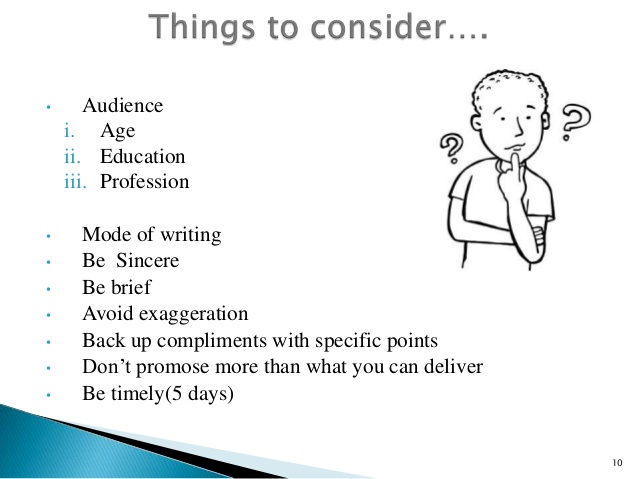 Things to consider….
• Audience
i. Age
ii. Education
iii. Profession
• Mode of writing
• Be Sincere
• Be brief
• Avoid exaggeration
• Back up compliments with specific points
• Don’t promose more than what you can deliver
• Be timely(5 days)
? ?
10